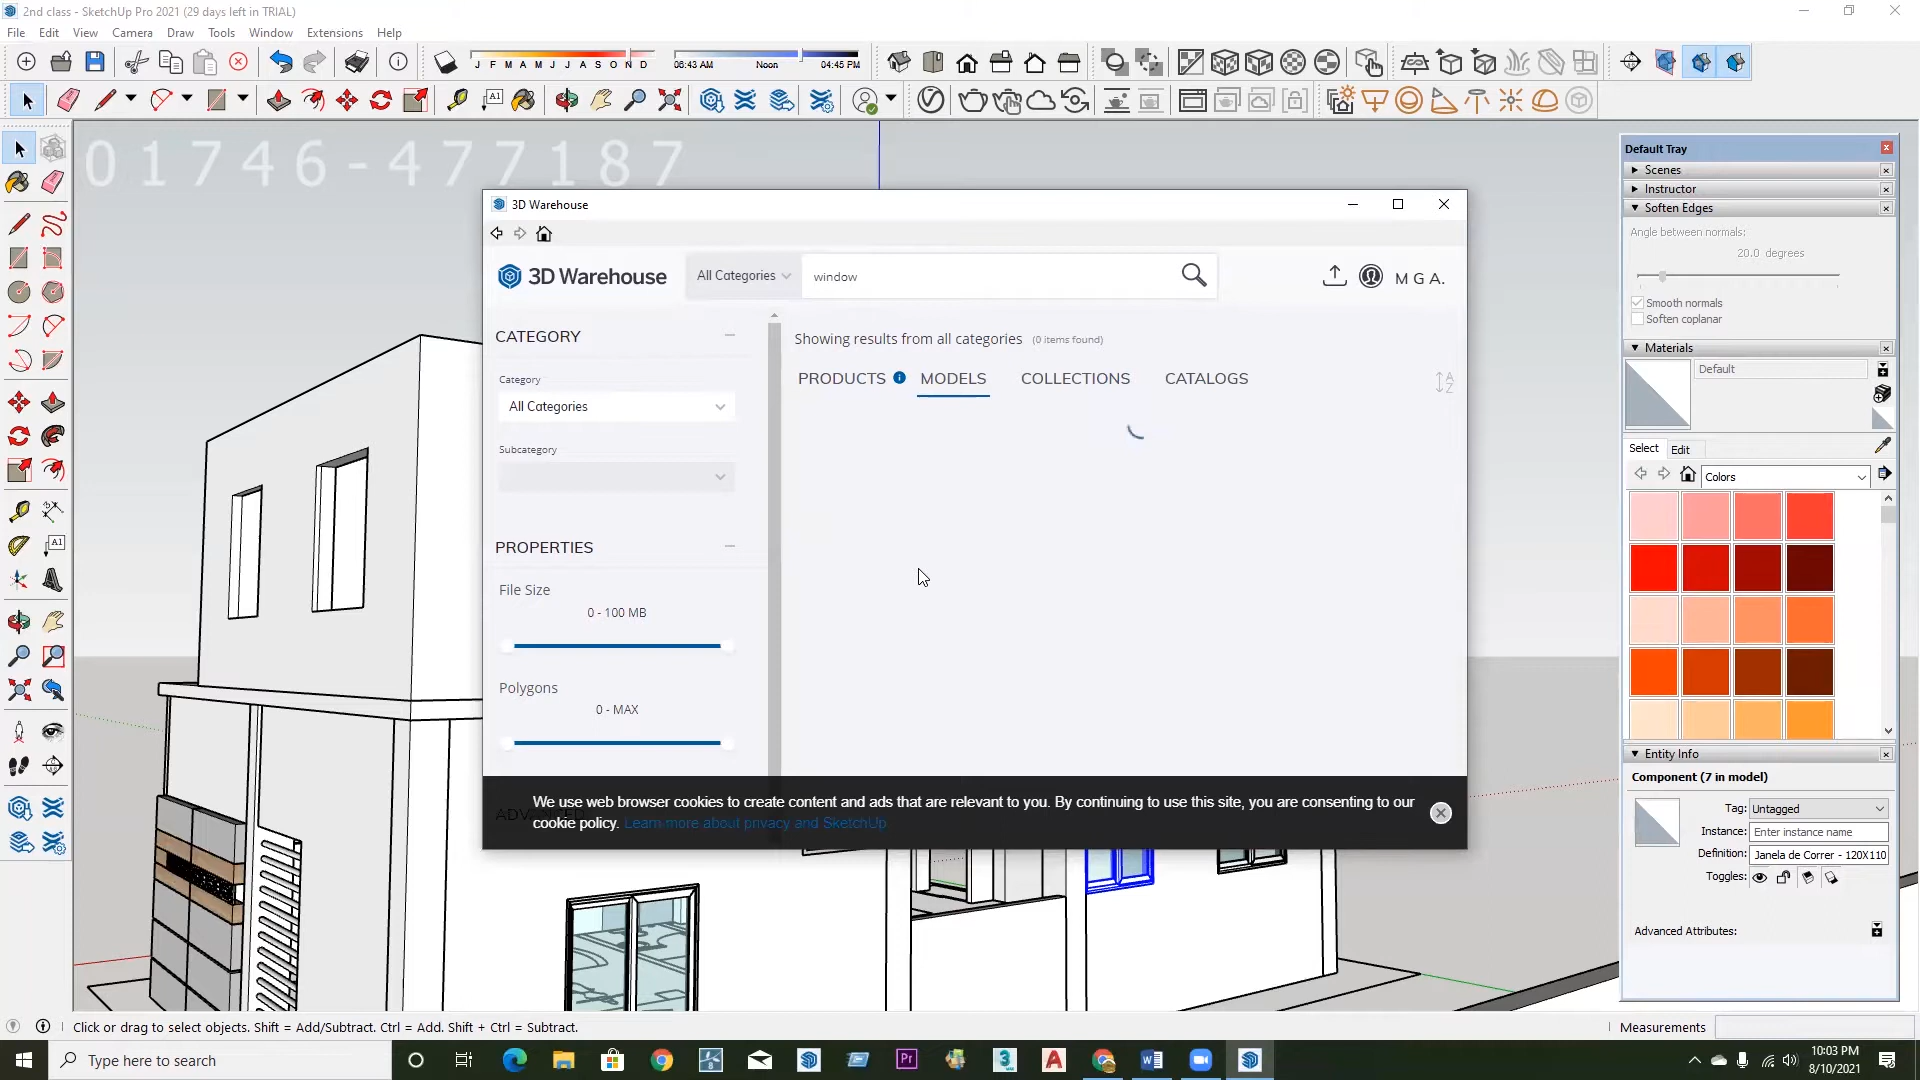 2nd class - SketchUp Pro 2021 (29 days left in TRIAL)
File Edit View Camera Draw Tools Window Extensions Help
J F M A M J J A S O N D
06:43 AM Noon 04:45 PM
01746-477187
3D Warehouse
3D Warehouse All Categories window M G A.
CATEGORY
Category
All Categories
Subcategory
PROPERTIES
File Size
0 - 100 MB
Polygons
0 - MAX
ADVANCED
Showing results from all categories (0 items found)
PRODUCTS MODELS COLLECTIONS CATALOGS
We use web browser cookies to create content and ads that are relevant to you. By continuing to use this site, you are consenting to our
cookie policy. Learn more about privacy and SketchUp
Default Tray
Scenes
Instructor
Soften Edges
Angle between normals:
20.0 degrees
Smooth normals
Soften coplanar
Materials
Default
Select Edit
Colors
Entity Info
Component (7 in model)
Tag: Untagged
Instance: Enter instance name
Definition: Janela de Correr - 120X110
Toggles:
Advanced Attributes:
Click or drag to select objects. Shift = Add/Subtract. Ctrl = Add. Shift + Ctrl = Subtract.
Measurements
Type here to search
10:03 PM
8/10/2021